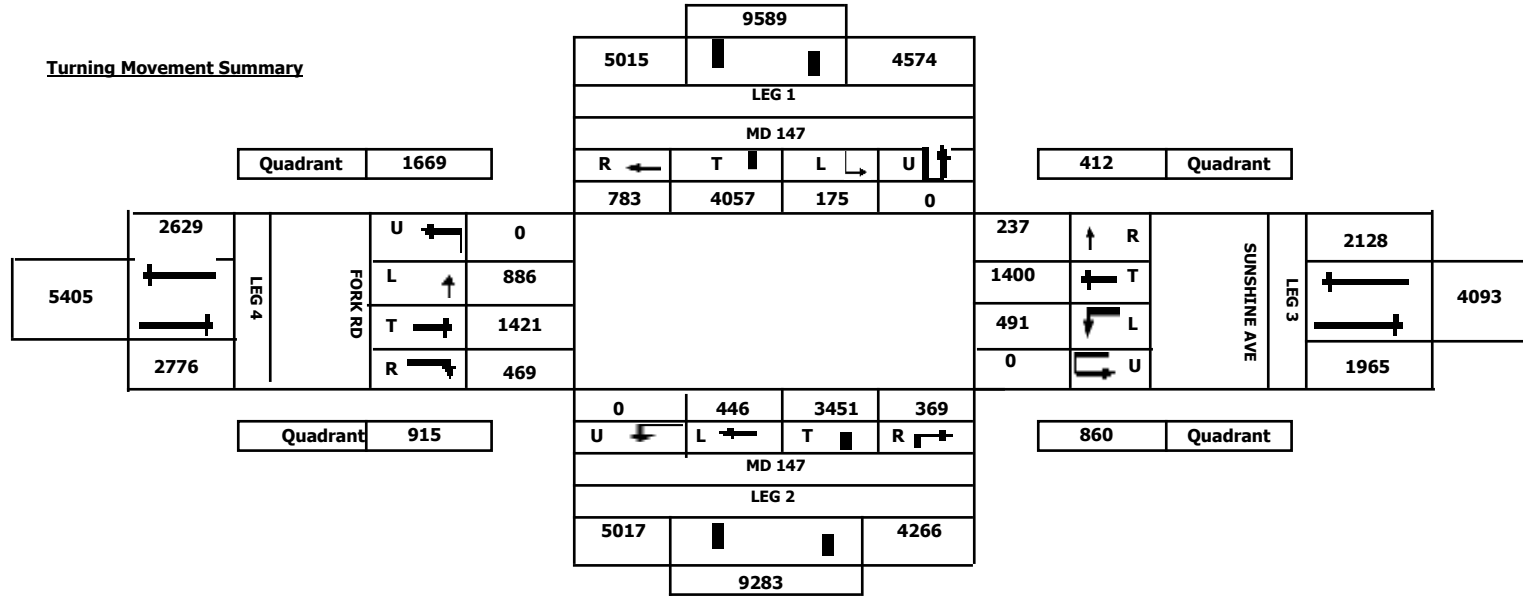 9589
Turning Movement Summary
5015 4574
LEG 1
MD 147
Quadrant 1669
R T L U
412 Quadrant
783 4057 175 0
2629 U 0
L 886
5405
LEG 4
FORK RD
T 1421
2776 R 469
237 R
1400 T
491 L
0 U
SUNSHINE AVE
LEG 3
2128
4093
1965
0 446 3451 369
Quadrant 915
U L T R
860 Quadrant
MD 147
LEG 2
5017 4266
9283